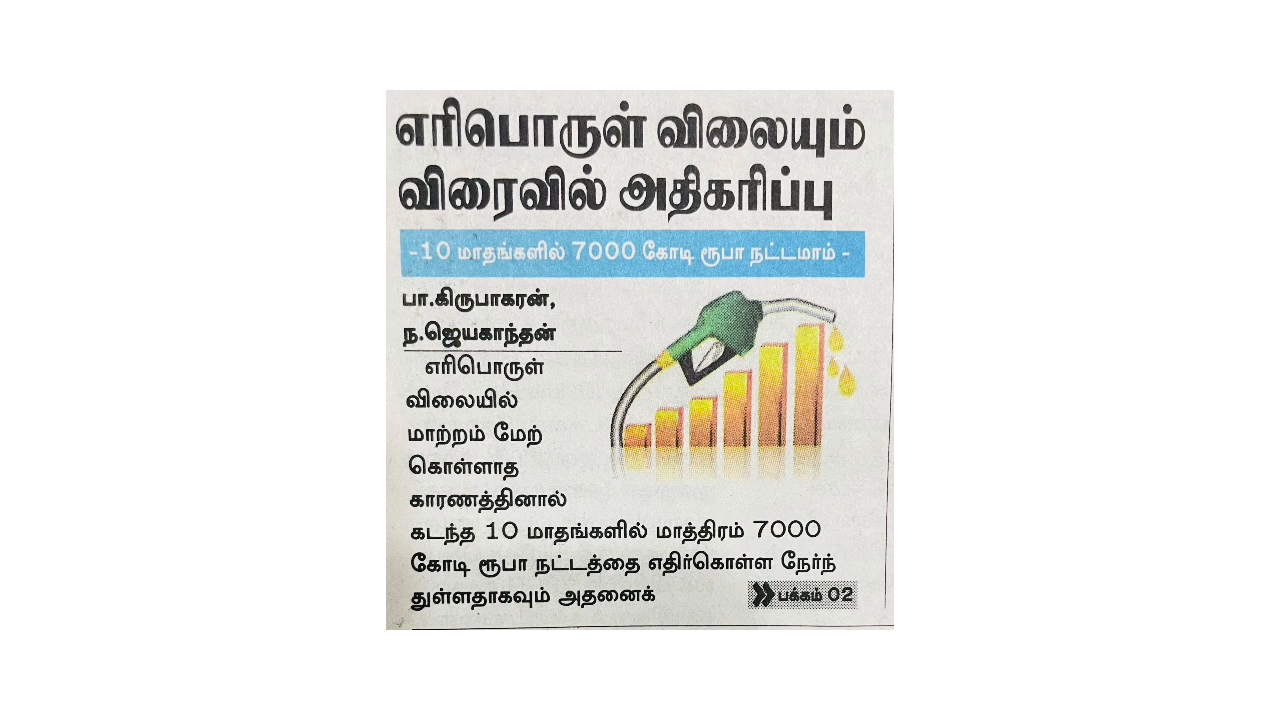 எரிபொருள் விலையும்
விரைவில் அதிகரிப்பு
-10 மாதங்களில் 7000 கோடி ரூபா நட்டமாம் -
பா.கிருபாகரன்,
ந.ஜெயகாந்தன்
எரிபொருள்
விலையில்
மாற்றம் மேற்
கொள்ளாத
காரணத்தினால்
கடந்த 10 மாதங்களில் மாத்திரம் 7000
கோடி ரூபா நட்டத்தை எதிர்கொள்ள நேர்ந்
துள்ளதாகவும் அதனைக்
பக்கம் 02